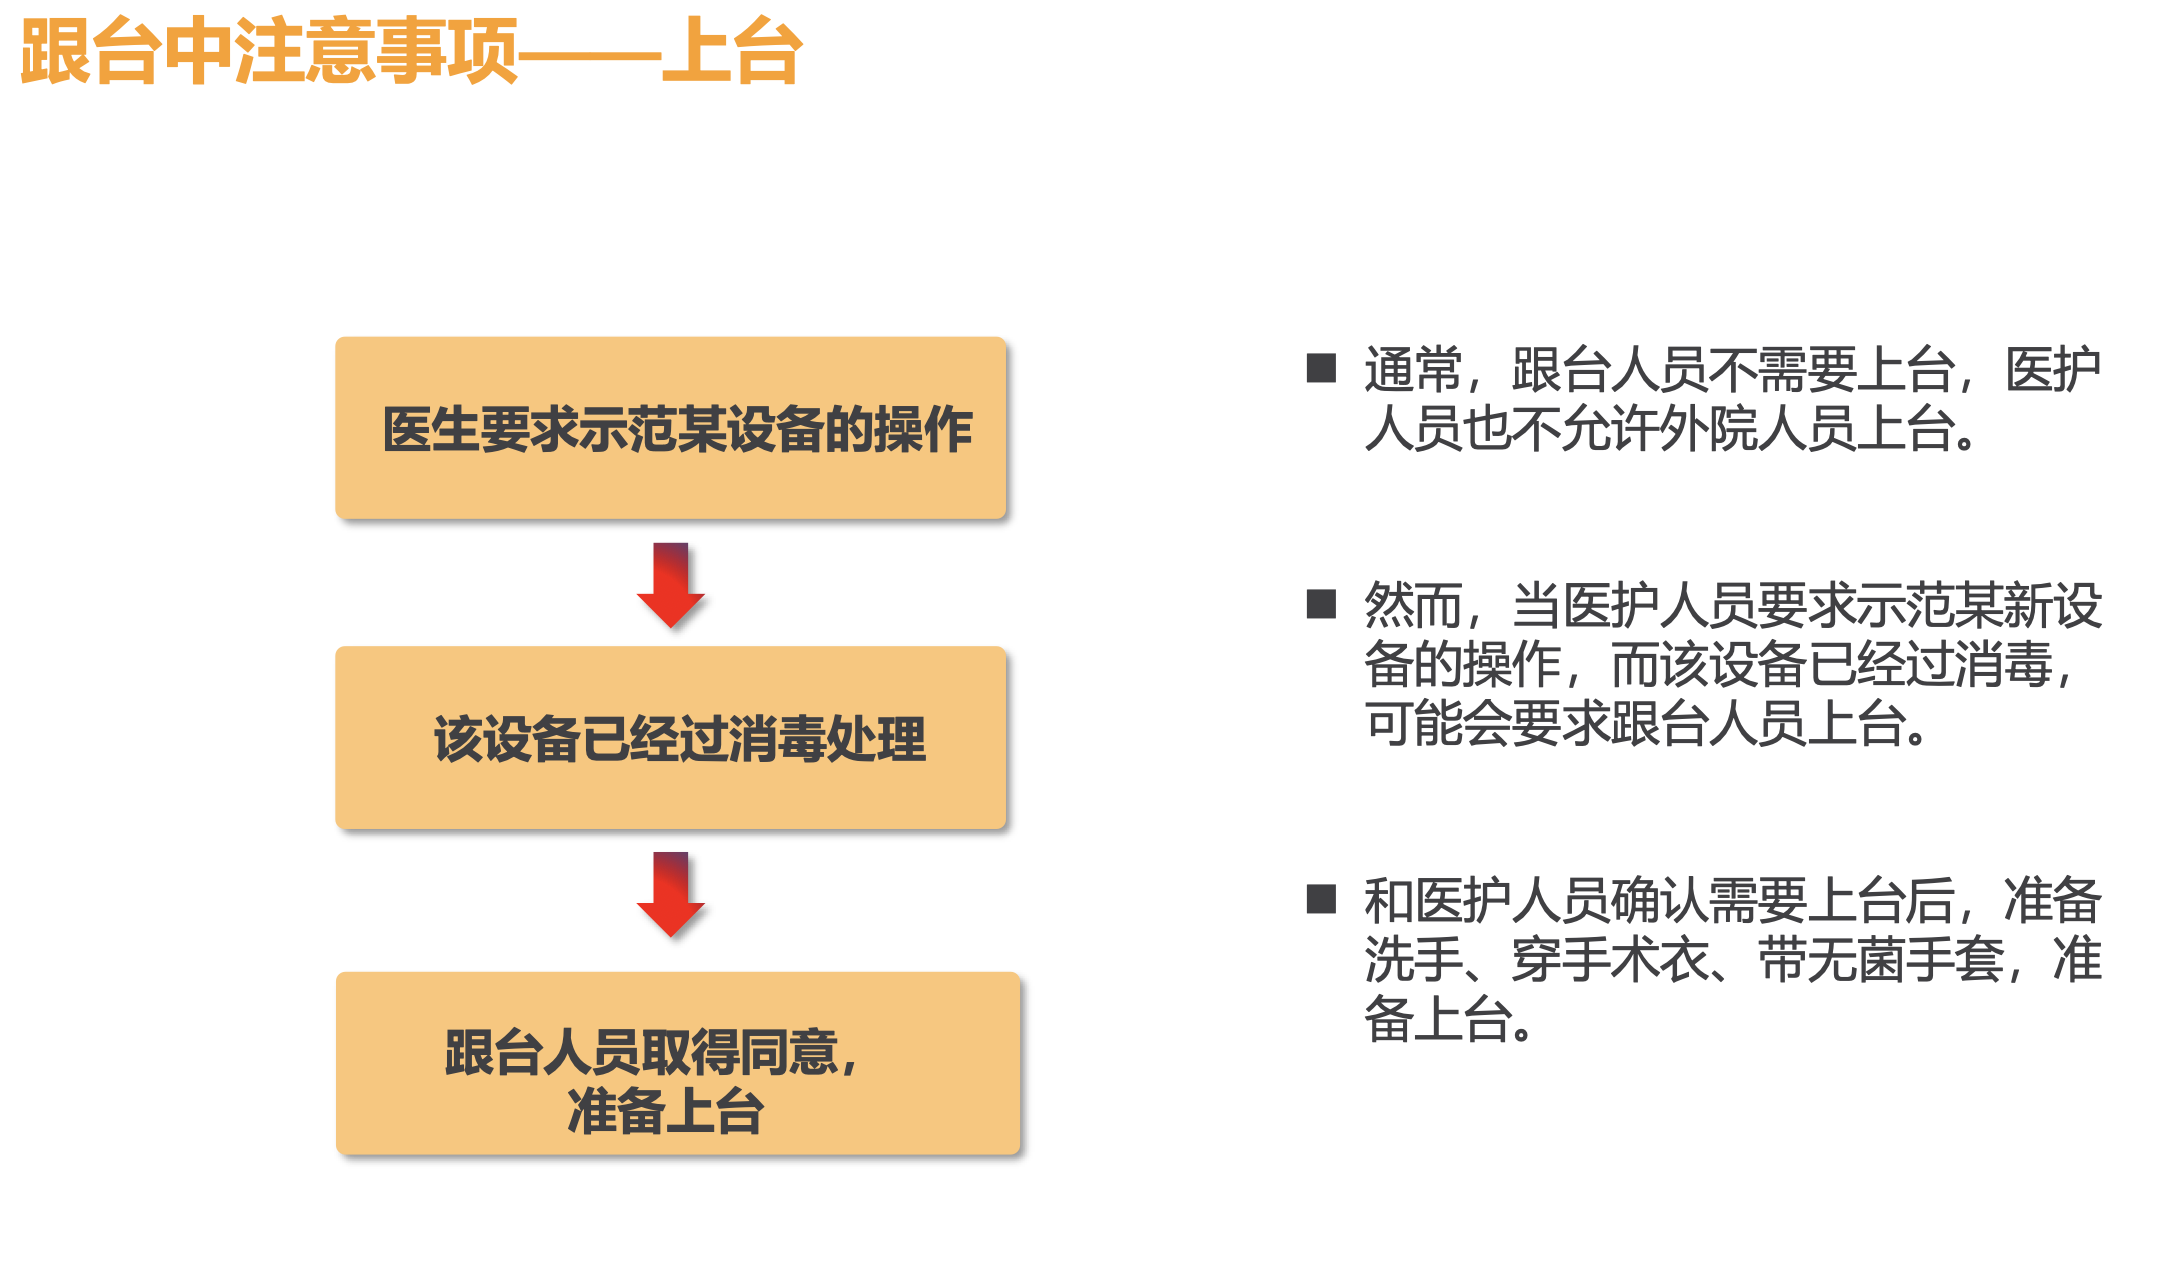 跟台中注意事项——上台
医生要求示范某设备的操作
该设备已经过消毒处理
跟台人员取得同意，
准备上台
■ 通常，跟台人员不需要上台，医护
人员也不允许外院人员上台。
■ 然而，当医护人员要求示范某新设
备的操作，而该设备已经过消毒，
可能会要求跟台人员上台。
■ 和医护人员确认需要上台后，准备
洗手、穿手术衣、带无菌手套，准
备上台。